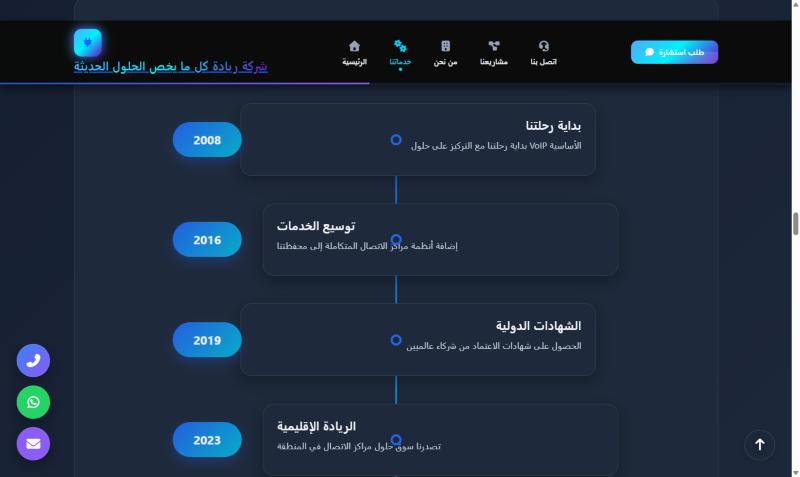 شركة ريادة كل ما يخص الحلول الحديثة
الرئيسية
خدماتنا
من نحن
مشاريعنا
اتصل بنا
طلب استشارة
بداية رحلتنا
الأساسية VoIP بداية رحلتنا مع التركيز على حلول
2008
توسيع الخدمات
إضافة أنظمة مراكز الاتصال المتكاملة إلى محفظتنا
2016
الشهادات الدولية
الحصول على شهادات الاعتماد من شركاء عالميين
2019
الريادة الإقليمية
تصدرنا سوق حلول مراكز الاتصال في المنطقة
2023